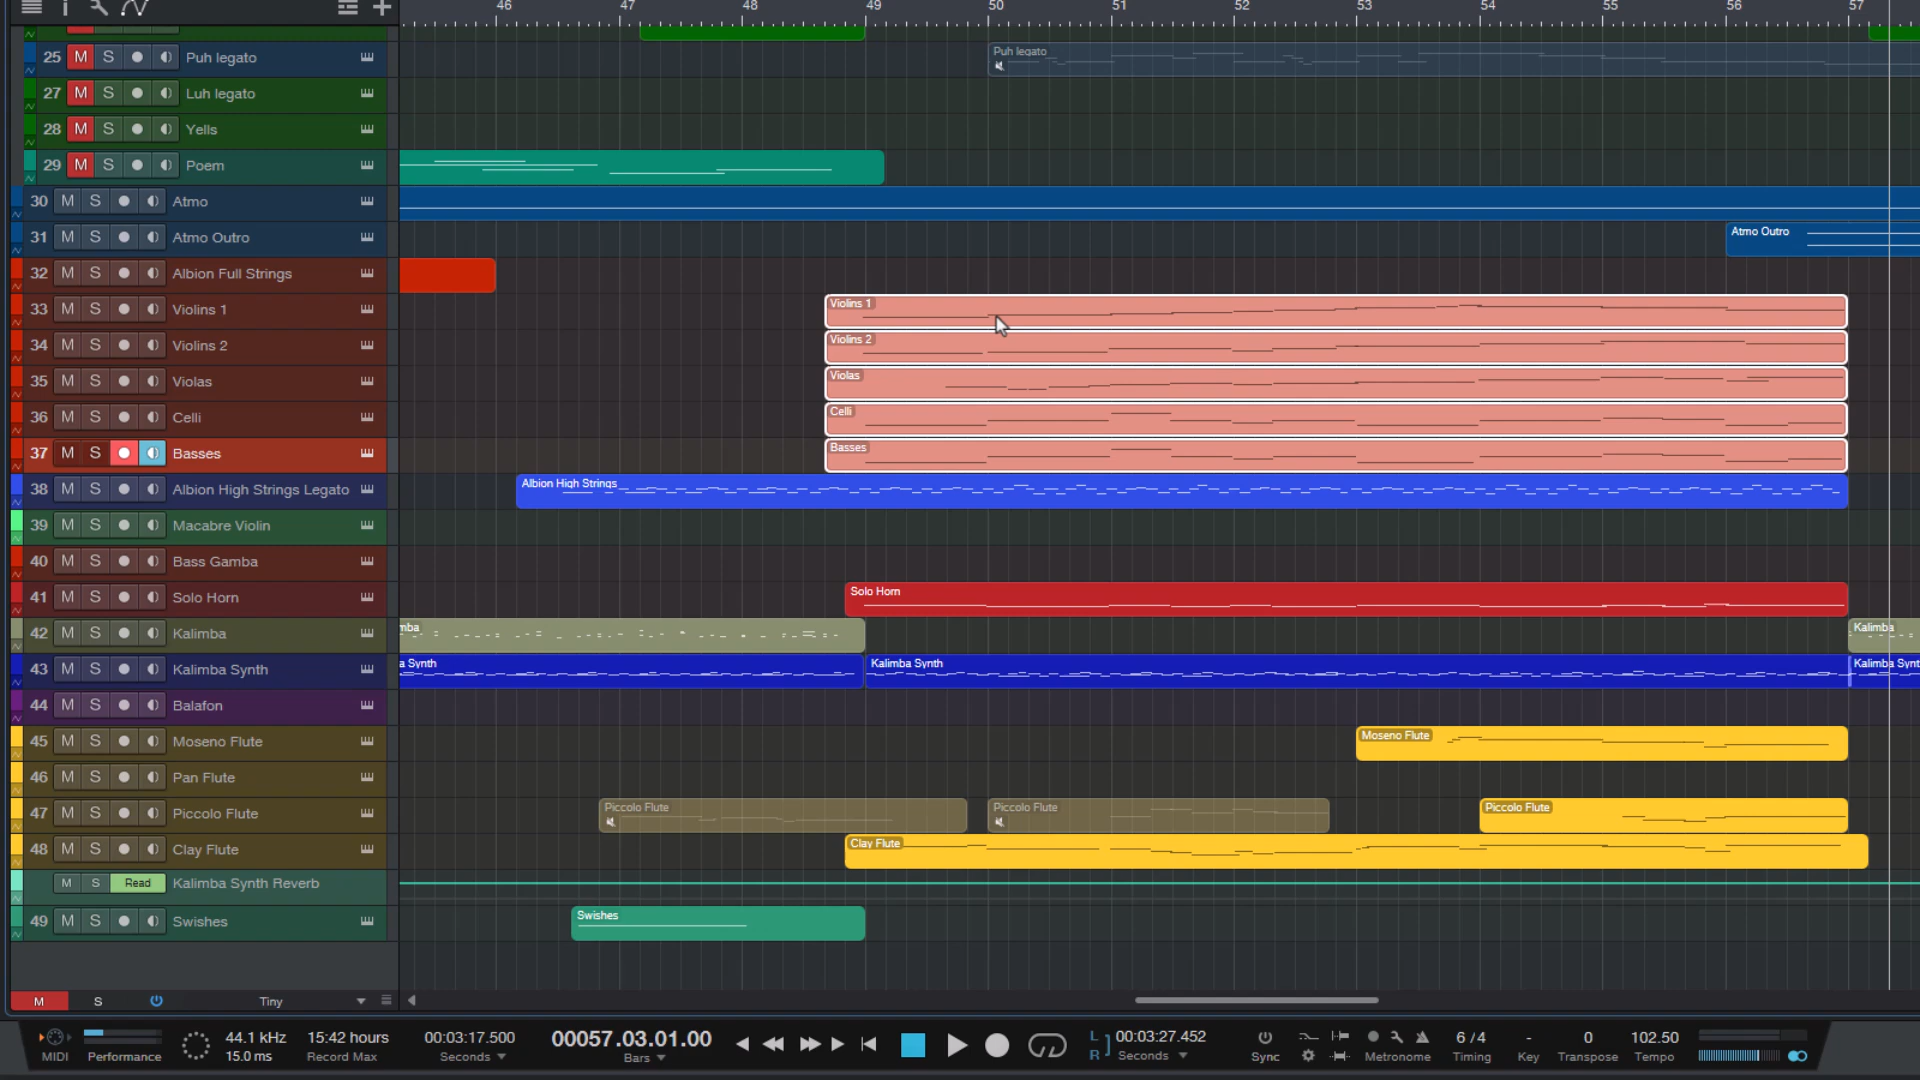 46 47 48 49 50 51 52 53 54 55 56 57
25 M S Puh legato Puh legato
27 M S Luh legato
28 M S Yells
29 M S Poem
30 M S Atmo
31 M S Atmo Outro Atmo Outro
32 M S Albion Full Strings
33 M S Violins 1 Violins 1
34 M S Violins 2 Violins 2
35 M S Violas Violas
36 M S Celli Celli
37 M S Basses Basses
38 M S Albion High Strings Legato Albion High Strings
39 M S Macabre Violin
40 M S Bass Gamba
41 M S Solo Horn Solo Horn
42 M S Kalimba mba Kalimba
43 M S Kalimba Synth a Synth Kalimba Synth Kalimba Synt
44 M S Balafon
45 M S Moseno Flute Moseno Flute
46 M S Pan Flute
47 M S Piccolo Flute Piccolo Flute Piccolo Flute Piccolo Flute
48 M S Clay Flute Clay Flute
M S Read Kalimba Synth Reverb
49 M S Swishes Swishes
M S Tiny
44.1 kHz 15:42 hours 00:03:17.500 00057.03.01.00 L 00:03:27.452 6 / 4 - 0 102.50
MIDI Performance 15.0 ms Record Max Seconds Bars R Seconds Sync Metronome Timing Key Transpose Tempo